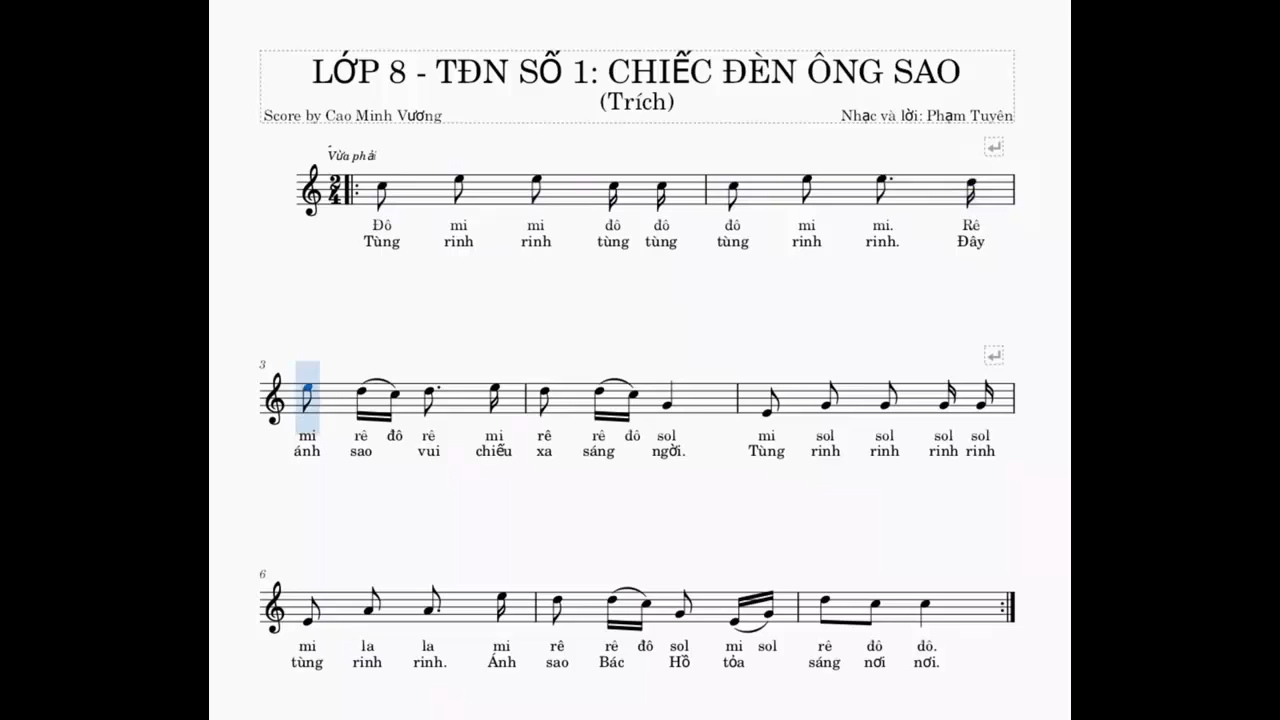 LỚP 8 - TĐN SỐ 1: CHIẾC ĐÈN ÔNG SAO
(Trích)
Score by Cao Minh Vương
Nhạc và lời: Phạm Tuyên
Vừa phải
2
4
Đô mi mi đô đô đô mi mi. Rê
Tùng rinh rinh tùng tùng tùng rinh rinh. Đây
3
mi rê đô rê mi rê rê dô sol mi sol sol sol sol
ánh sao vui chiếu xa sáng ngời. Tùng rinh rinh rinh rinh
6
mi la la mi rê rê đô sol mi sol rê đô đô.
tùng rinh rinh. Ánh sao Bác Hồ tỏa sáng nơi nơi.